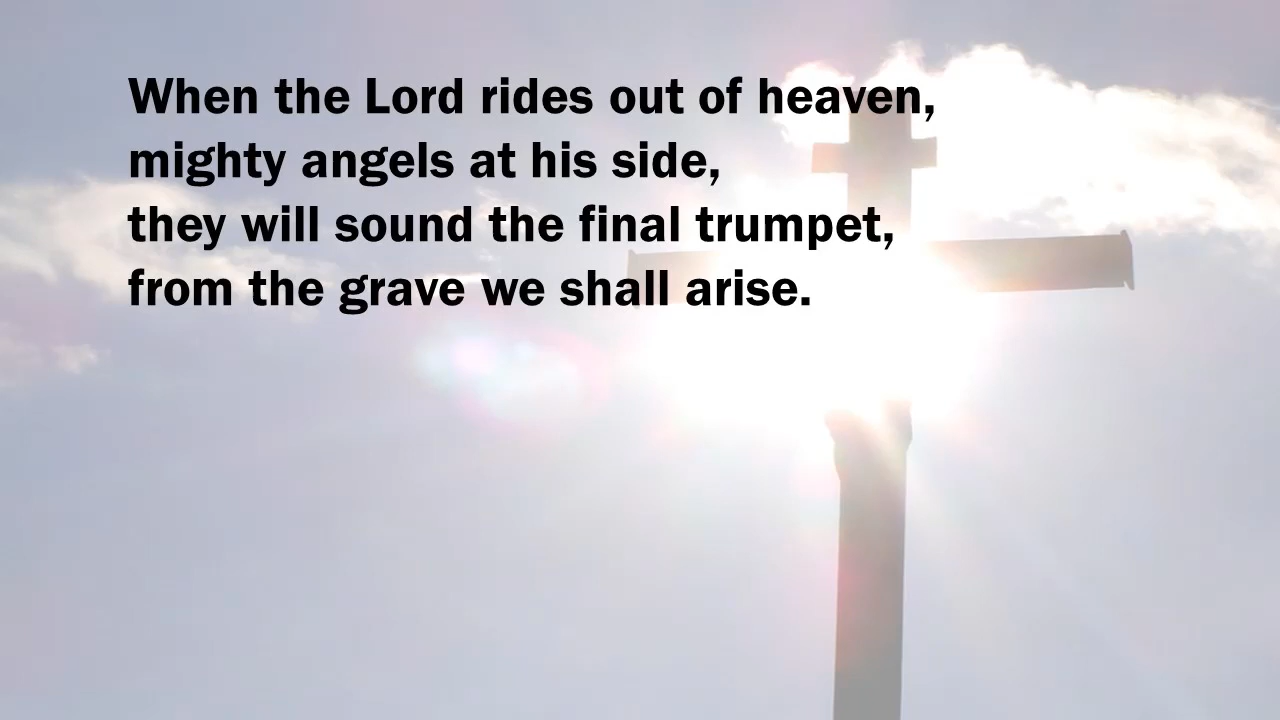 When the Lord rides out of heaven,
mighty angels at his side,
they will sound the final trumpet,
from the grave we shall arise.